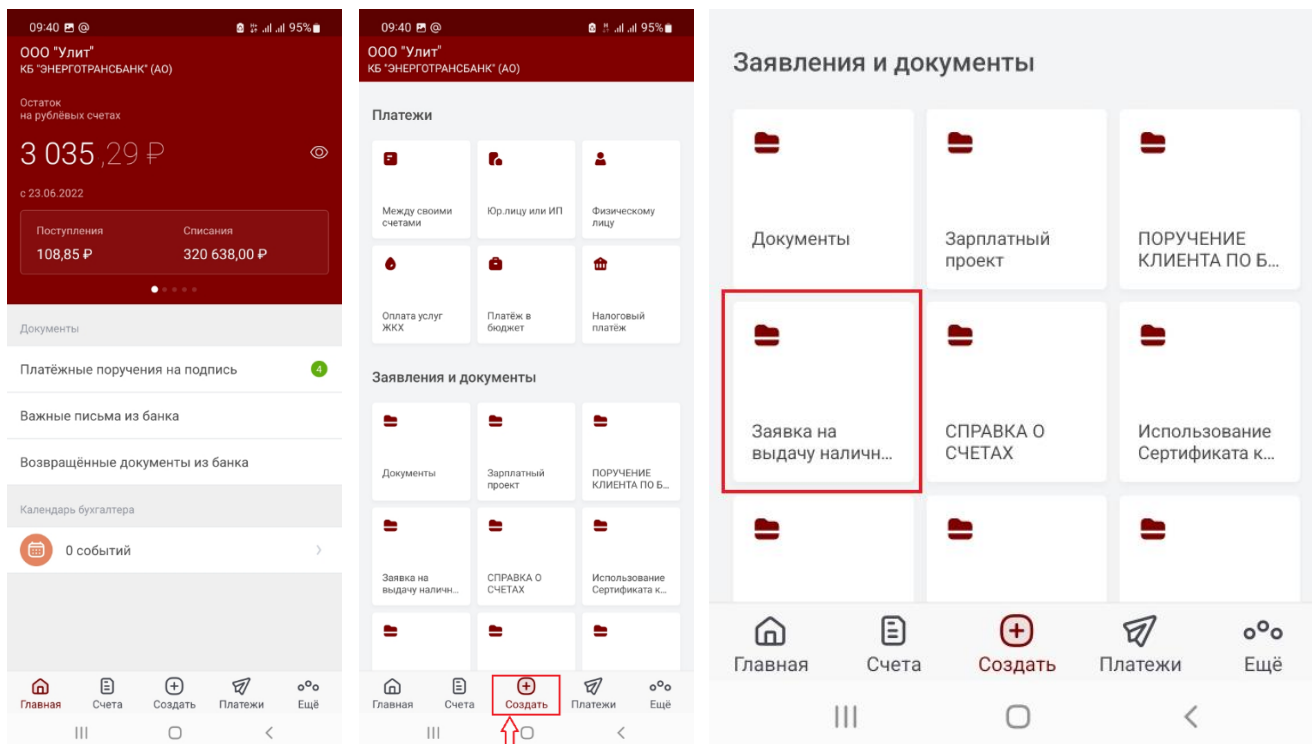 09:40 @ 95%
ООО "Улит"
КБ "ЭНЕРГОТРАНСБАНК" (АО)
Остаток
на рублёвых счетах
3 035,29 ₽
с 23.06.2022
Поступления Списания
108,85 ₽ 320 638,00 ₽
Документы
Платёжные поручения на подпись 4
Важные письма из банка
Возвращённые документы из банка
Календарь бухгалтера
0 событий
Главная Счета Создать Платежи Ещё
09:40 @ 95%
ООО "Улит"
КБ "ЭНЕРГОТРАНСБАНК" (АО)
Платежи
Между своими Юр.лицу или ИП Физическому
счетами лицу
Оплата услуг Платёж в Налоговый
ЖКХ бюджет платёж
Заявления и документы
Документы Зарплатный ПОРУЧЕНИЕ
проект КЛИЕНТА ПО Б...
Заявка на СПРАВКА О Использование
выдачу наличн... СЧЕТАХ Сертификата к...
Главная Счета Создать Платежи Ещё
Заявления и документы
Документы Зарплатный ПОРУЧЕНИЕ
проект КЛИЕНТА ПО Б...
Заявка на СПРАВКА О Использование
выдачу наличн... СЧЕТАХ Сертификата к...
Главная Счета Создать Платежи Ещё